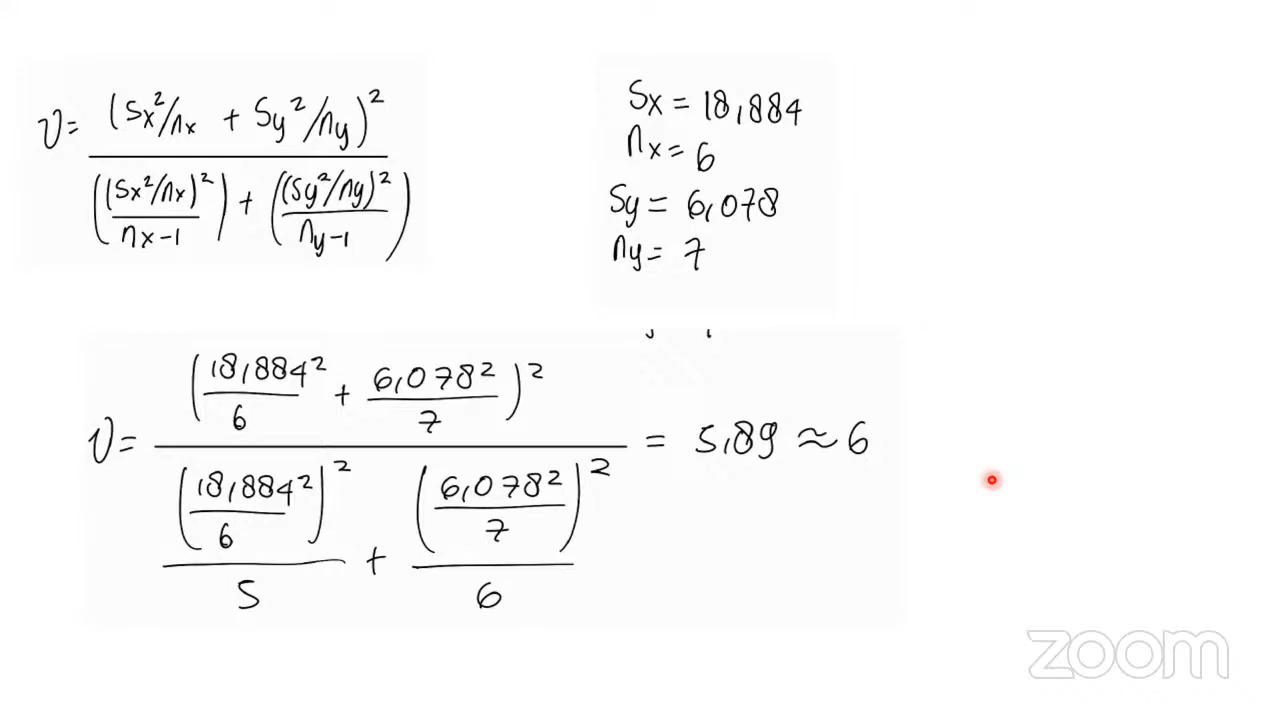 ν = (Sx²/nx + Sy²/ny)² / (((Sx²/nx)²/(nx-1)) + ((Sy²/ny)²/(ny-1)))
Sx = 18,884
nx = 6
Sy = 6,078
ny = 7
ν = (18,884²/6 + 6,078²/7)² / ((18,884²/6)²/5 + (6,078²/7)²/6) = 5,89 ≈ 6
zoom